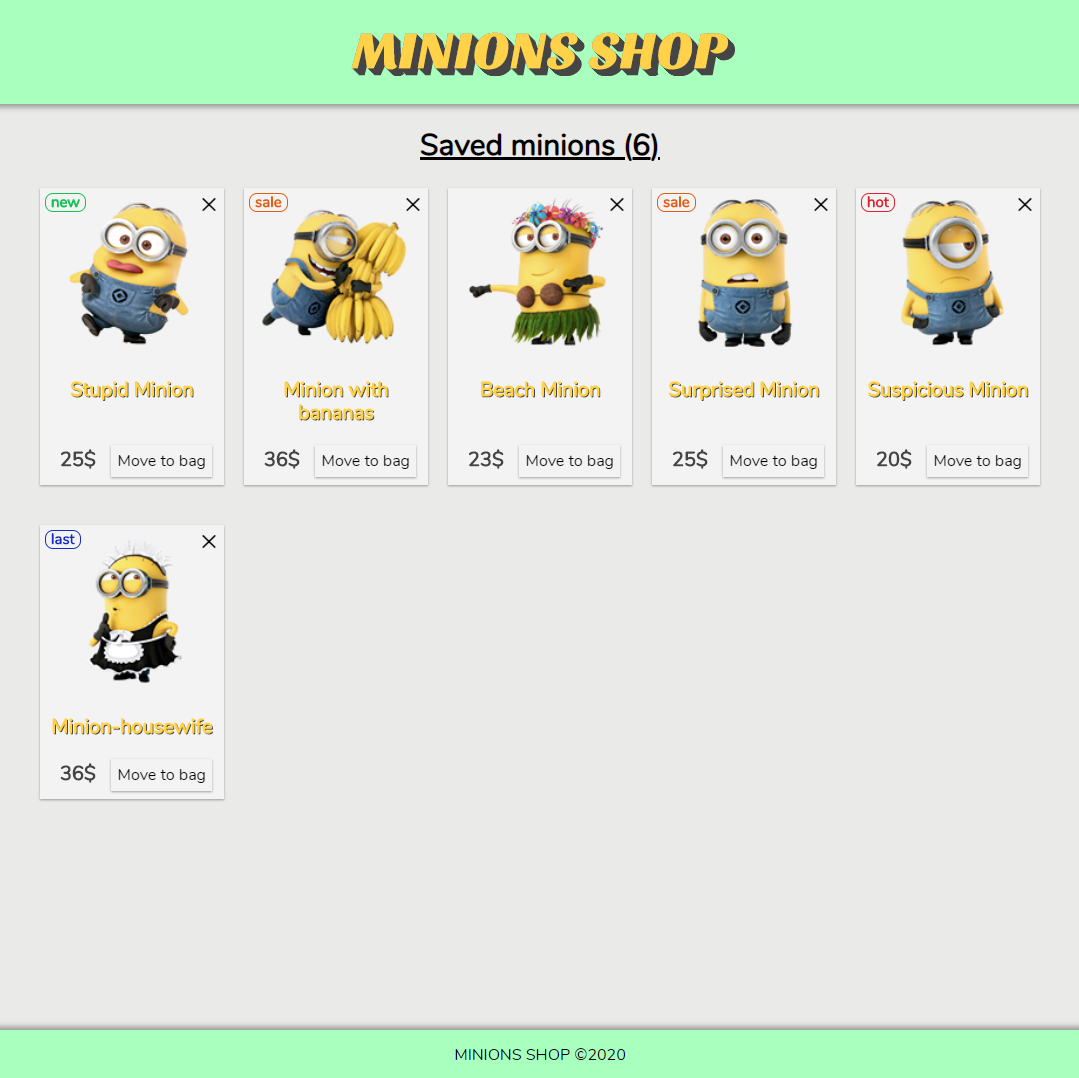 MINIONS SHOP
Saved minions (6)
new
Stupid Minion
25$ Move to bag
sale
Minion with
bananas
36$ Move to bag
Beach Minion
23$ Move to bag
sale
Surprised Minion
25$ Move to bag
hot
Suspicious Minion
20$ Move to bag
last
Minion-housewife
36$ Move to bag
MINIONS SHOP ©2020